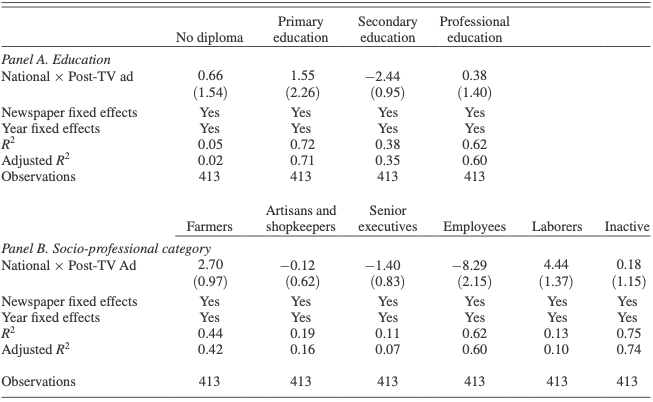 No diploma Primary education Secondary education Professional education
Panel A. Education
National × Post-TV ad 0.66 1.55 −2.44 0.38
(1.54) (2.26) (0.95) (1.40)
Newspaper fixed effects Yes Yes Yes Yes
Year fixed effects Yes Yes Yes Yes
R² 0.05 0.72 0.38 0.62
Adjusted R² 0.02 0.71 0.35 0.60
Observations 413 413 413 413
Farmers Artisans and shopkeepers Senior executives Employees Laborers Inactive
Panel B. Socio-professional category
National × Post-TV Ad 2.70 −0.12 −1.40 −8.29 4.44 0.18
(0.97) (0.62) (0.83) (2.15) (1.37) (1.15)
Newspaper fixed effects Yes Yes Yes Yes Yes Yes
Year fixed effects Yes Yes Yes Yes Yes Yes
R² 0.44 0.19 0.11 0.62 0.13 0.75
Adjusted R² 0.42 0.16 0.07 0.60 0.10 0.74
Observations 413 413 413 413 413 413